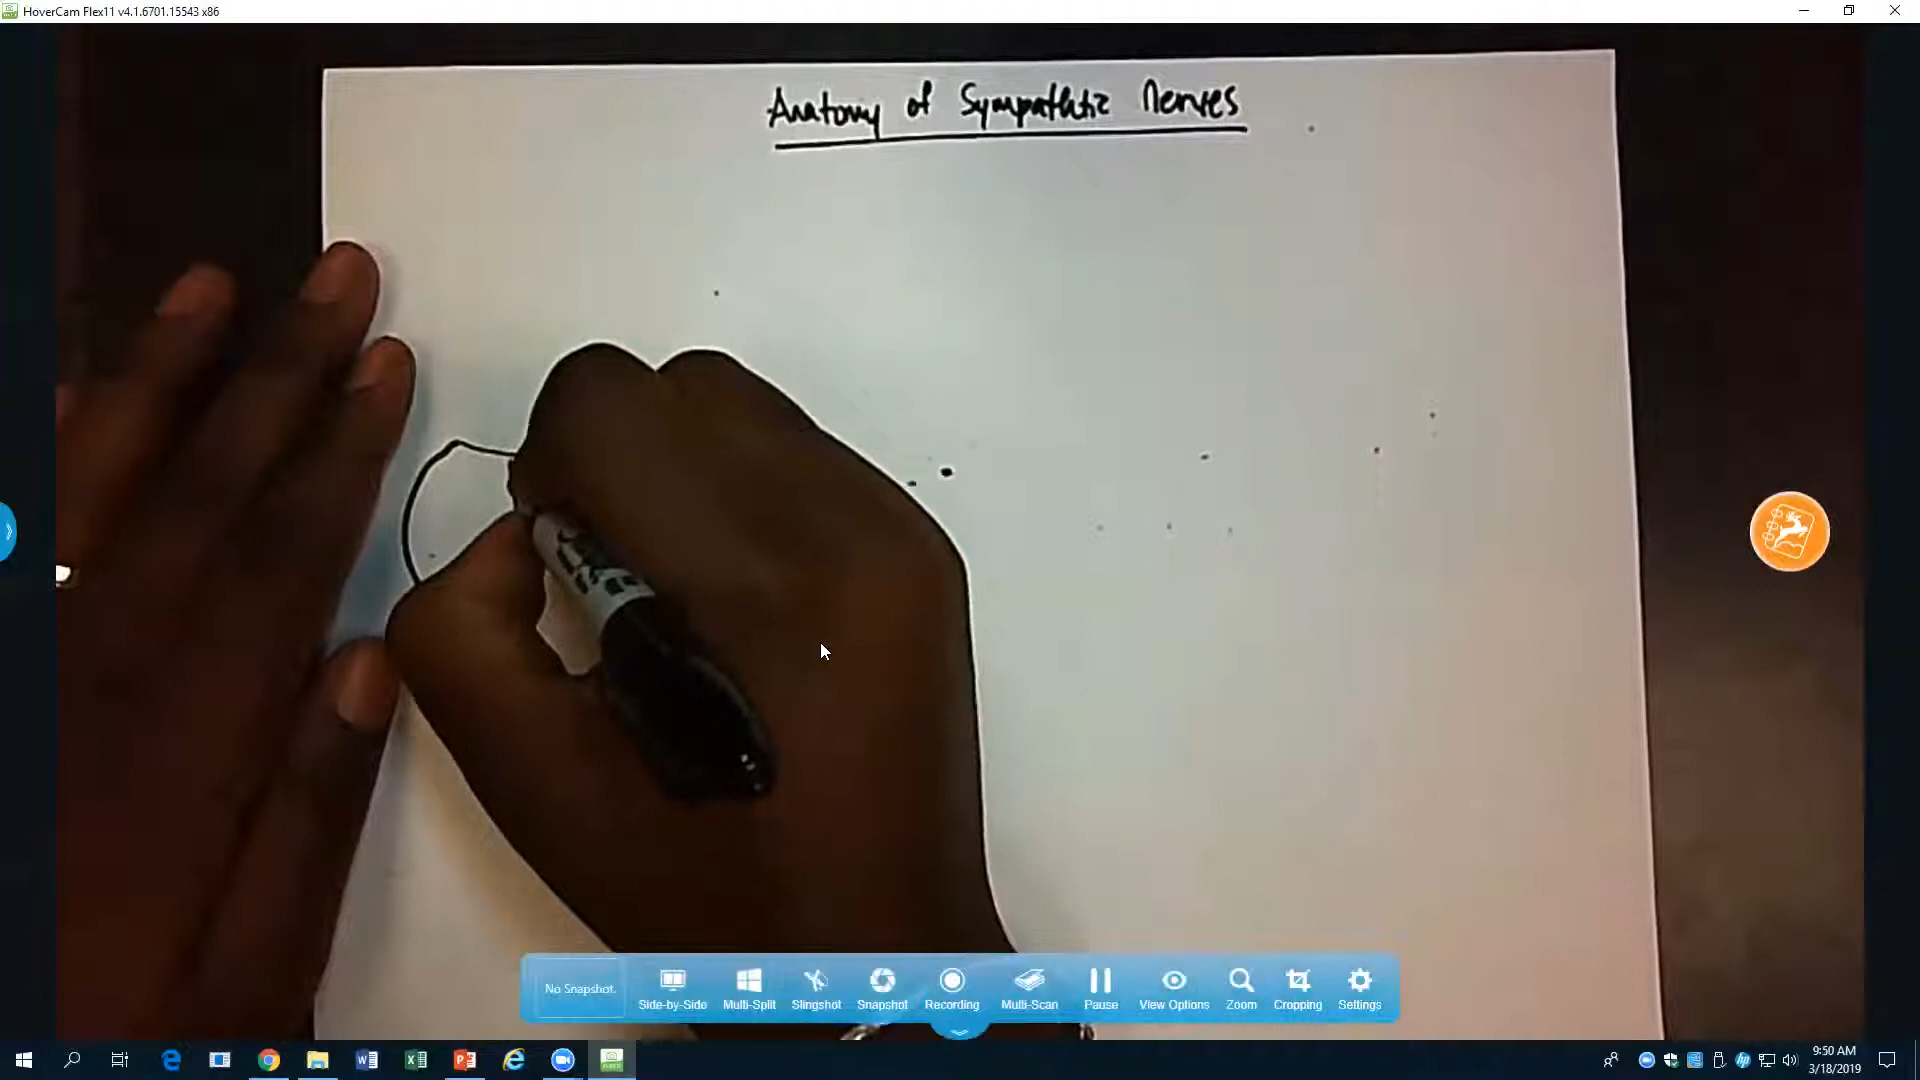 HoverCam Flex11 v4.1.6701.15543 x86
Anatomy of Sympathtic Nerves
No Snapshot.
Side-by-Side
Multi-Split
Slingshot
Snapshot
Recording
Multi-Scan
Pause
View Options
Zoom
Cropping
Settings
9:50 AM
3/18/2019